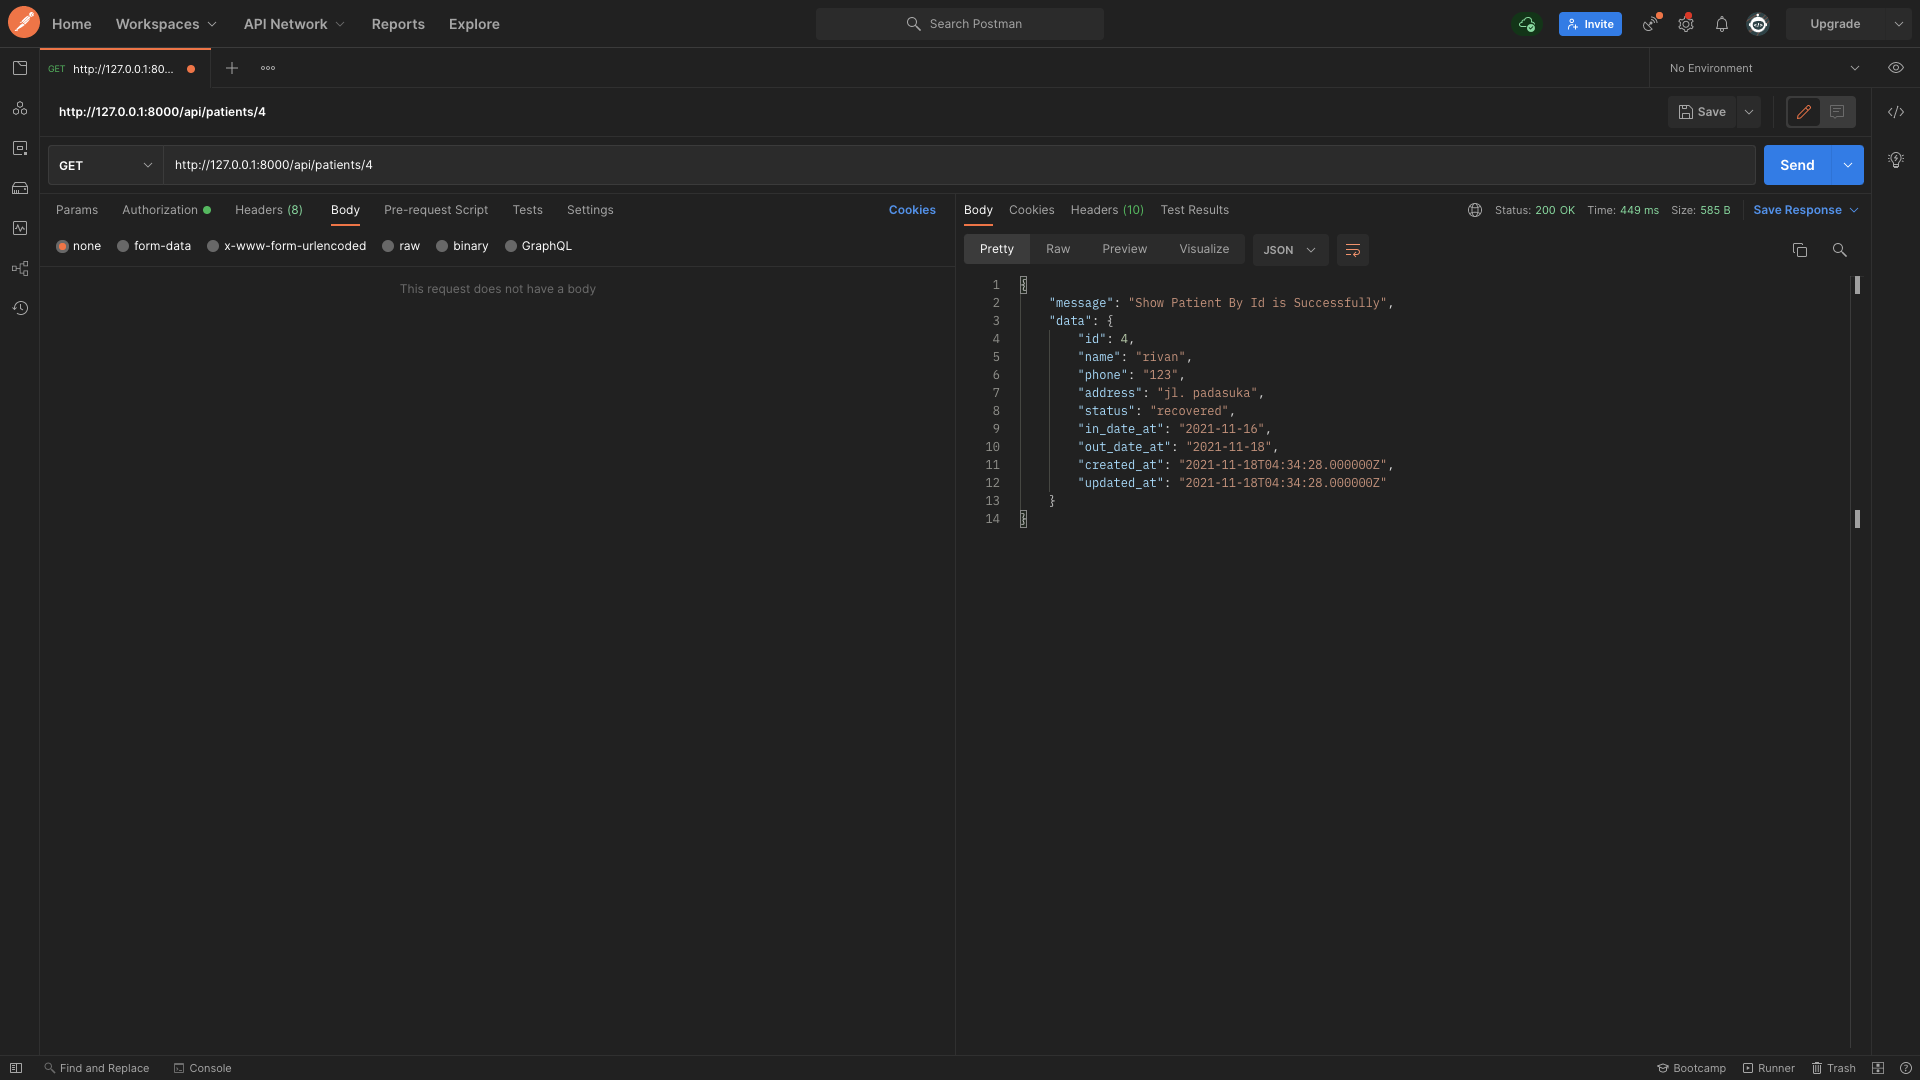 Home Workspaces API Network Reports Explore Search Postman Invite Upgrade
GET http://127.0.0.1:80... No Environment
http://127.0.0.1:8000/api/patients/4 Save
GET http://127.0.0.1:8000/api/patients/4 Send
Params Authorization Headers (8) Body Pre-request Script Tests Settings Cookies
none form-data x-www-form-urlencoded raw binary GraphQL
This request does not have a body
Body Cookies Headers (10) Test Results Status: 200 OK Time: 449 ms Size: 585 B Save Response
Pretty Raw Preview Visualize JSON
1 {
2 "message": "Show Patient By Id is Successfully",
3 "data": {
4 "id": 4,
5 "name": "rivan",
6 "phone": "123",
7 "address": "jl. padasuka",
8 "status": "recovered",
9 "in_date_at": "2021-11-16",
10 "out_date_at": "2021-11-18",
11 "created_at": "2021-11-18T04:34:28.000000Z",
12 "updated_at": "2021-11-18T04:34:28.000000Z"
13 }
14 }
Find and Replace Console Bootcamp Runner Trash